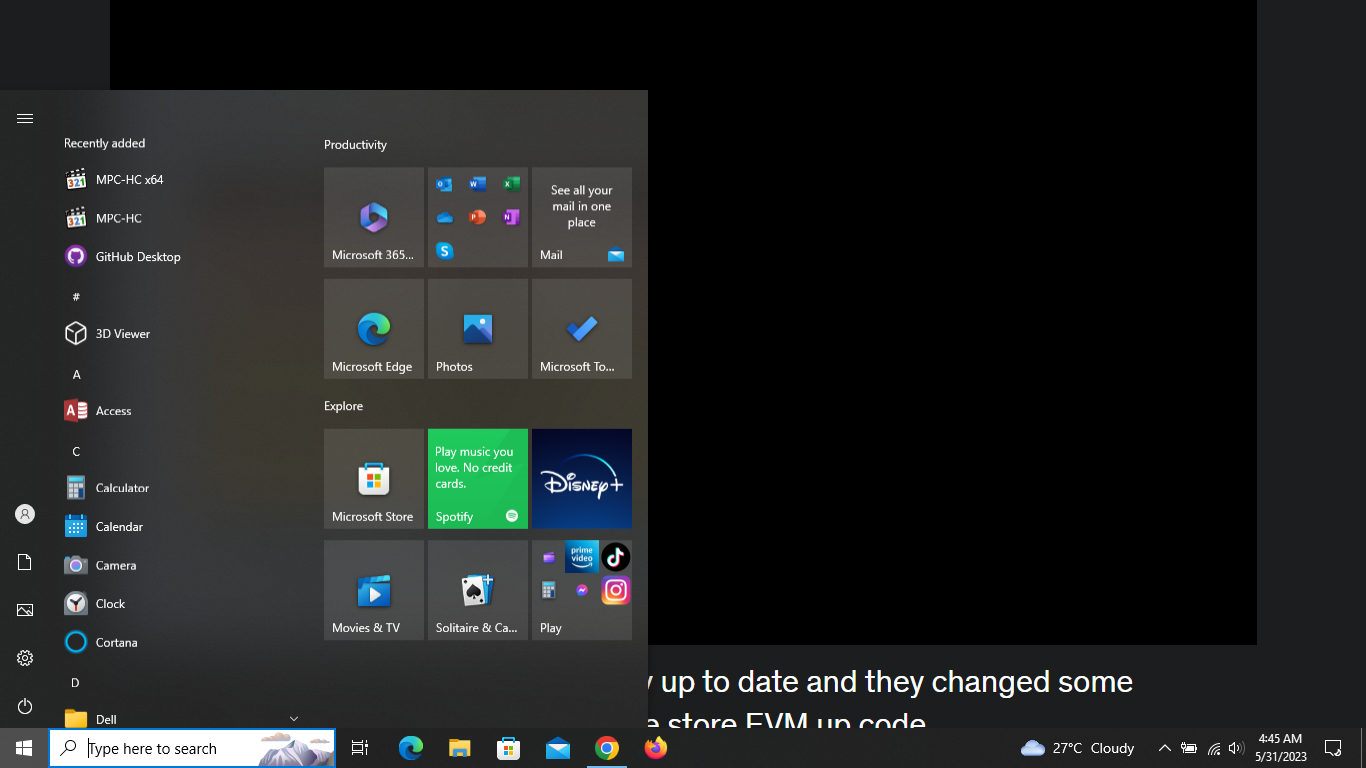 Recently added
MPC-HC x64
MPC-HC
GitHub Desktop
#
3D Viewer
A
Access
C
Calculator
Calendar
Camera
Clock
Cortana
D
Dell
Productivity
Microsoft 365...
See all your
mail in one
place
Mail
Microsoft Edge
Photos
Microsoft To...
Explore
Microsoft Store
Play music you
love. No credit
cards.
Spotify
Disney+
Movies & TV
Solitaire & Ca...
prime
video
Play
up to date and they changed some
store EVM up code
Type here to search
27°C Cloudy
4:45 AM
5/31/2023